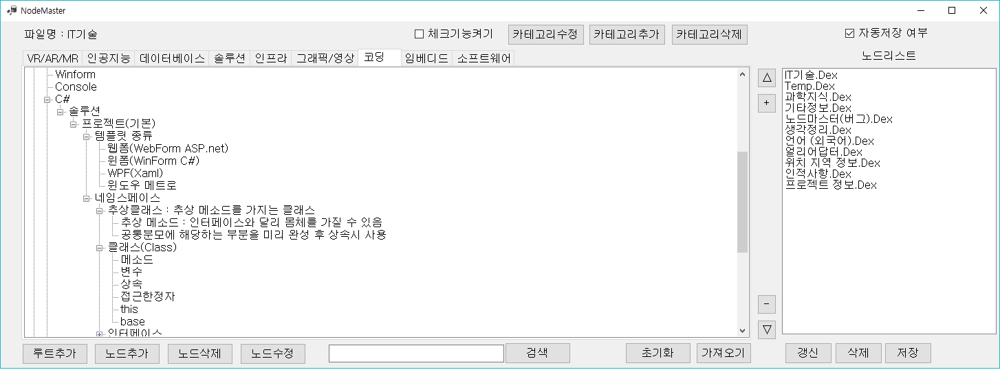 NodeMaster
파일명 : IT기술
체크기능켜기
카테고리수정
카테고리추가
카테고리삭제
자동저장 여부
VR/AR/MR
인공지능
데이터베이스
솔루션
인프라
그래픽/영상
코딩
임베디드
소프트웨어
노드리스트
Winform
Console
C#
솔루션
프로젝트(기본)
템플릿 종류
웹폼(WebForm ASP.net)
윈폼(WinForm C#)
WPF(Xaml)
윈도우 메트로
네임스페이스
추상클래스 : 추상 메소드를 가지는 클래스
추상 메소드 : 인터페이스와 달리 몸체를 가질 수 있음
공통분모에 해당하는 부분을 미리 완성 후 상속시 사용
클래스(Class)
메소드
변수
상속
접근한정자
this
base
인터페이스
△
+
-
▽
IT기술.Dex
Temp.Dex
과학지식.Dex
기타정보.Dex
노드마스터(버그).Dex
생각정리.Dex
언어 (외국어).Dex
얼리어답터.Dex
위치 지역 정보.Dex
인적사항.Dex
프로젝트 정보.Dex
루트추가
노드추가
노드삭제
노드수정
검색
초기화
가져오기
갱신
삭제
저장